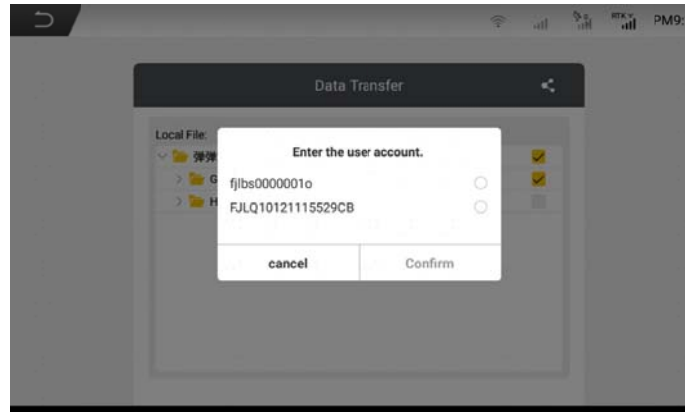 RTK
PM9:
Data Transfer
Local File:
弹弹
G
H
Enter the user account.
fjlbs0000001o
FJLQ10121115529CB
cancel
Confirm